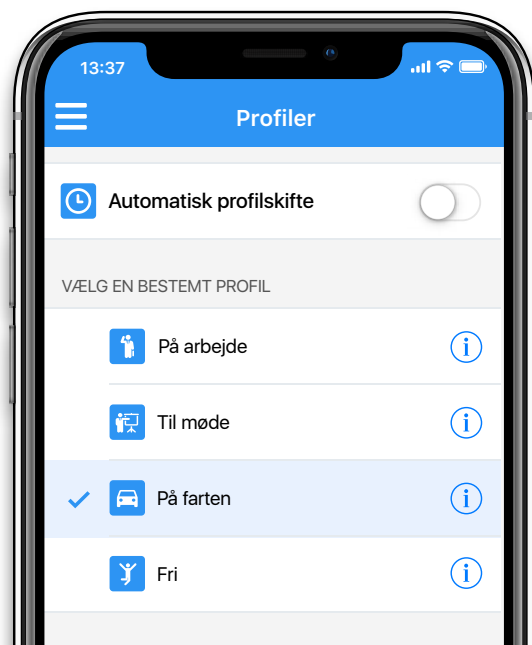 13:37
Profiler
Automatisk profilskifte
VÆLG EN BESTEMT PROFIL
På arbejde
Til møde
På farten
Fri